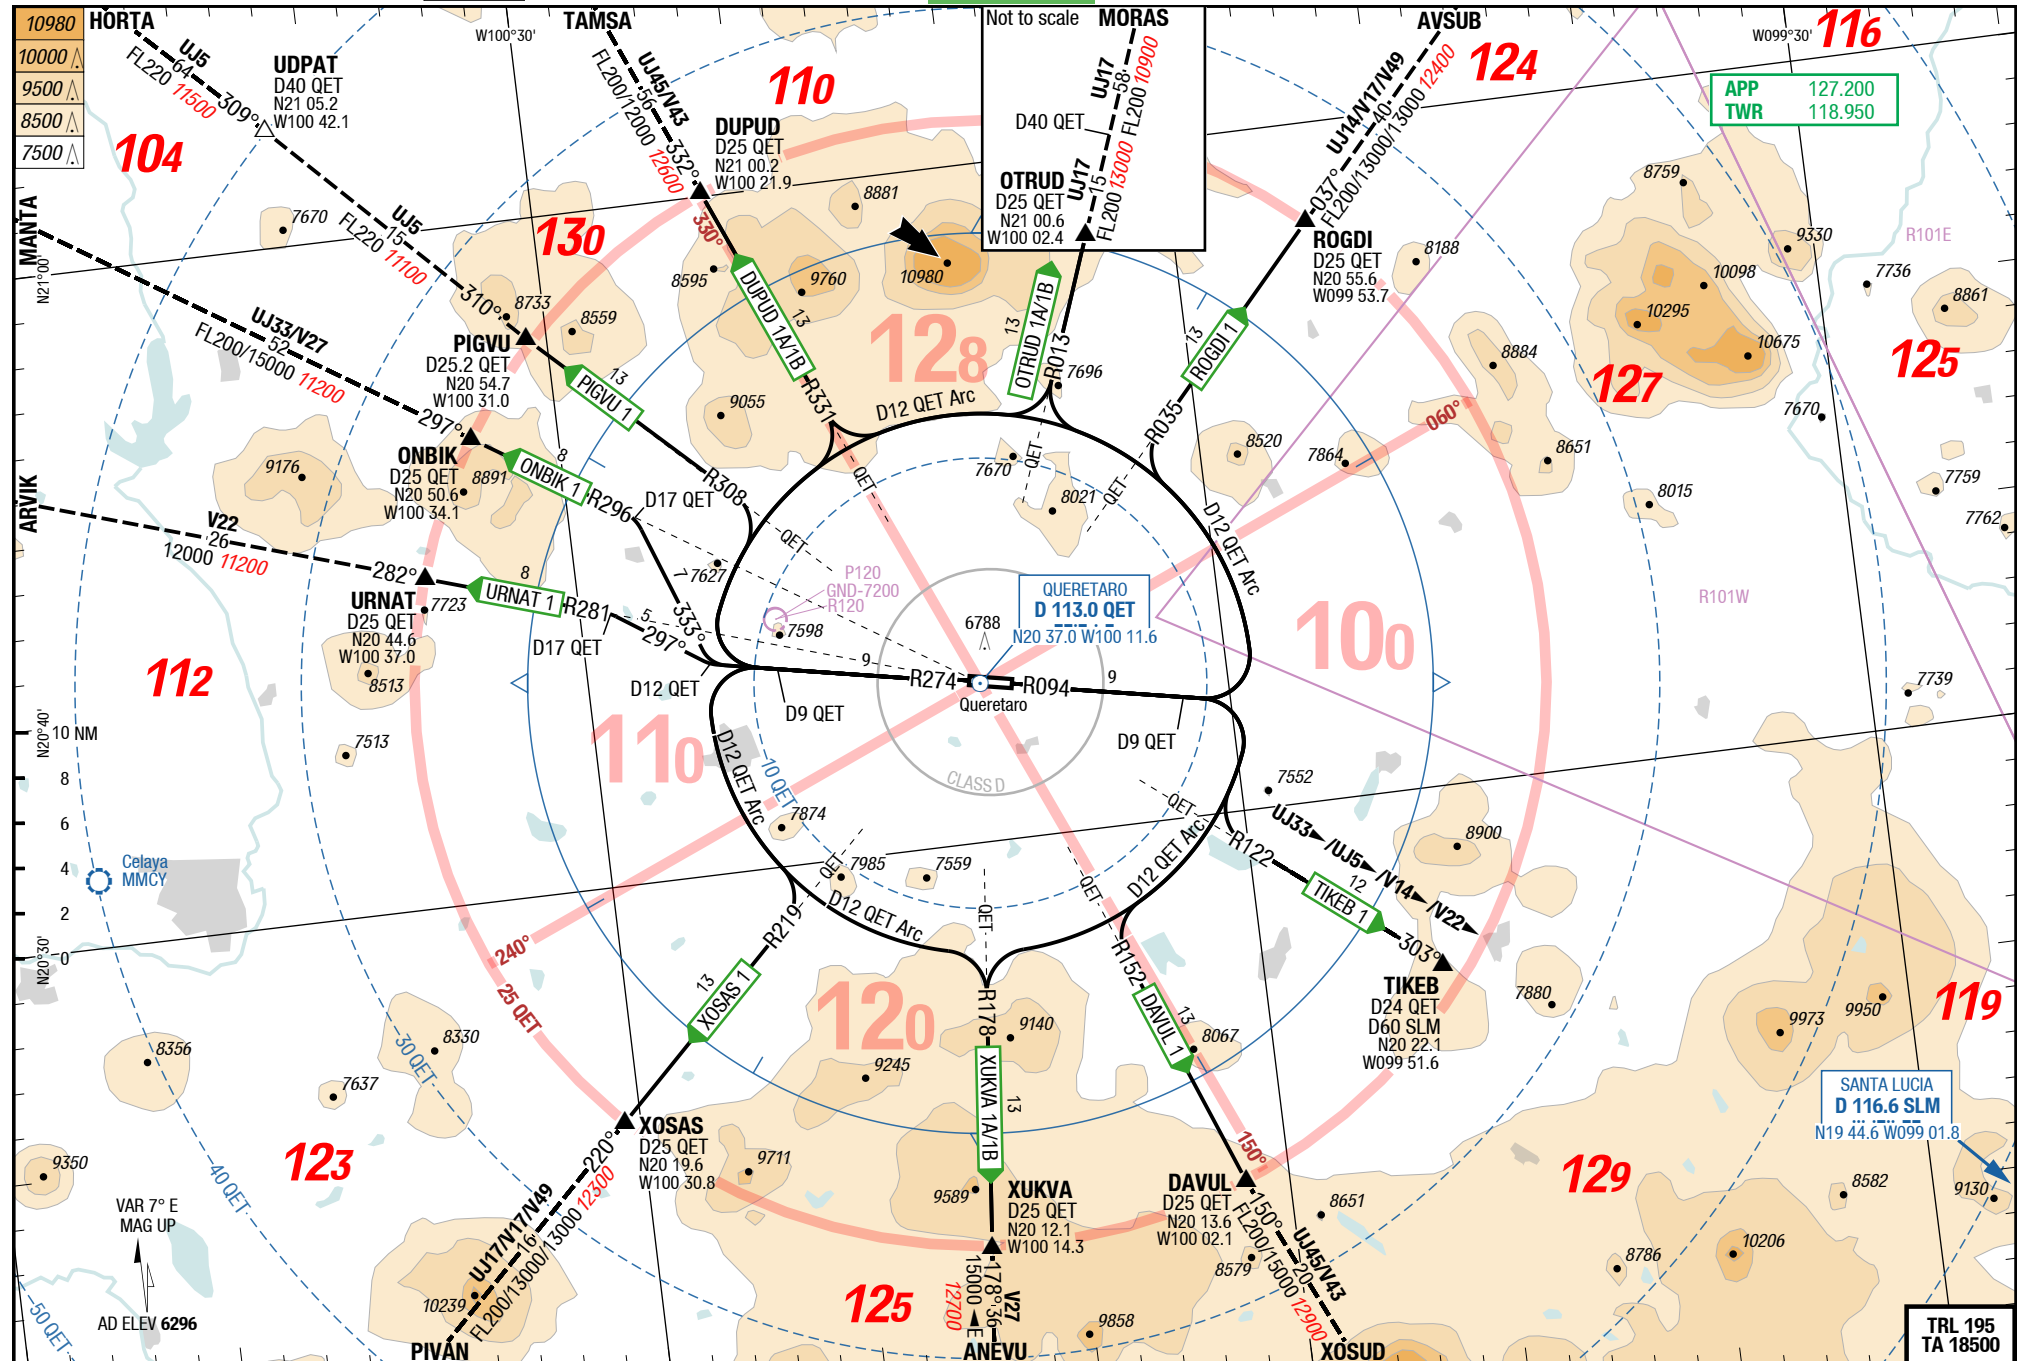 10980
10000
9500
8500
7500
HORTA
UJ5
64
FL220 11500
309°
UDPAT
D40 QET
N21 05.2
W100 42.1
104
W100°30'
TAMSA
UJ45/V43
56
FL200/12000 12600
332°
DUPUD
D25 QET
N21 00.2
W100 21.9
110
Not to scale
MORAS
UJ17
58
FL200 10900
D40 QET
OTRUD
D25 QET
N21 00.6
W100 02.4
UJ17
15
FL200 13000
AVSUB
UJ14/V17/V49
40
FL200/13000/13000 12400
037°
124
W099°30'
116
APP 127.200
TWR 118.950
MANTA
N21°00'
7670
UJ5
15
FL220 11100
310°
130
8733
8559
330°
8595
9760
8881
10980
128
DUPUD 1A/1B
13
R331
OTRUD 1A/1B
13
R013
7696
ROGDI
D25 QET
N20 55.6
W099 53.7
8188
ROGDI 1
13
R035
8759
9330
R101E
10098
7736
8861
10295
10675
125
127
8884
7670
UJ33/V27
52
FL200/15000 11200
297°
PIGVU
D25.2 QET
N20 54.7
W100 31.0
PIGVU 1
13
R308
9055
D12 QET Arc
060°
8520
7864
8651
8015
7759
7762
ARVIK
9176
ONBIK
D25 QET
N20 50.6
W100 34.1
8891
ONBIK 1
8
R296
D17 QET
QET
QET
QET
QET
7670
8021
D12 QET Arc
V22
26
12000 11200
282°
URNAT
D25 QET
N20 44.6
W100 37.0
7723
URNAT 1
8
R281
D17 QET
7
333°
5
297°
7627
P120
GND-7200
R120
7598
QUERETARO
D 113.0 QET
N20 37.0 W100 11.6
6788
100
R101W
112
8513
D12 QET
9
R274
R094
9
Queretaro
D9 QET
D9 QET
7739
N20°40'
10 NM
8
6
4
2
0
7513
110
D12 QET Arc
10 QET
CLASS D
7874
7552
UJ33 /UJ5 /V14 /V22
QET
R122
8900
Celaya
MMCY
QET
7985
7559
D12 QET Arc
QET
QET
D12 QET Arc
TIKEB 1
12
303°
N20°30'
240°
25 QET
R219
XOSAS 1
13
120
R178
9140
9245
XUKVA 1A/1B
13
R152
DAVUL 1
13
8067
TIKEB
D24 QET
D60 SLM
N20 22.1
W099 51.6
7880
9973
9950
119
8356
8330
30 QET
7637
XOSAS
D25 QET
N20 19.6
W100 30.8
9711
220°
SANTA LUCIA
D 116.6 SLM
N19 44.6 W099 01.8
9350
123
40 QET
9589
XUKVA
D25 QET
N20 12.1
W100 14.3
DAVUL
D25 QET
N20 13.6
W100 02.1
150°
8651
129
8582
9130
VAR 7° E
MAG UP
UJ17/V17/V49
16
FL200/13000/13000 12300
10239
178°
V27
36
15000 E
12700
150°
UJ45/V43
20
FL200/15000 12900
8579
8786
10206
50 QET
AD ELEV 6296
125
9858
TRL 195
TA 18500
PIVAN
ANEVU
XOSUD